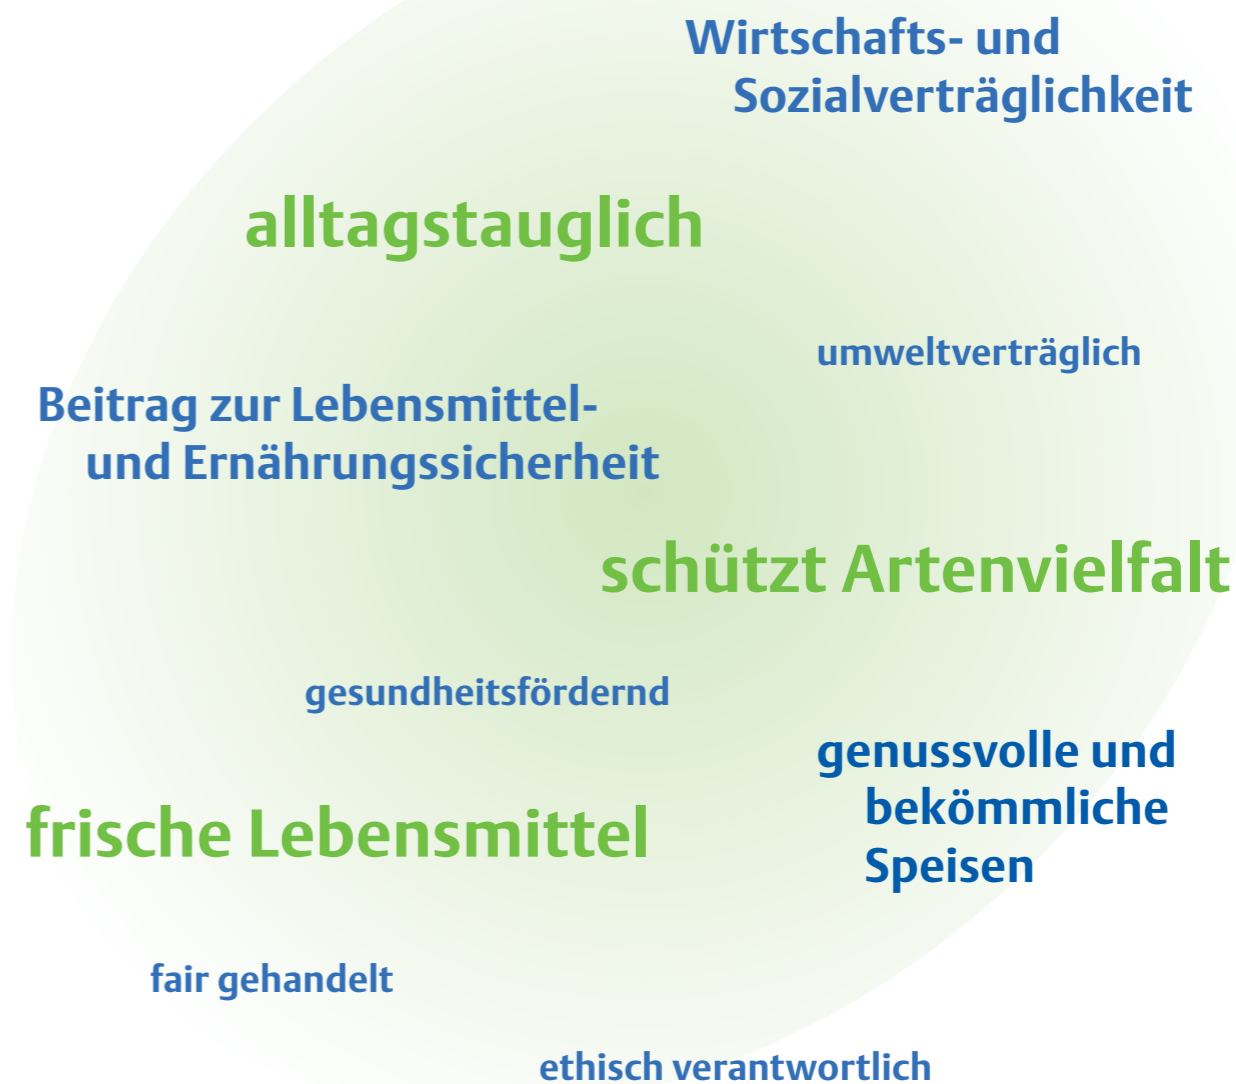 Wirtschafts- und
Sozialverträglichkeit
alltagstauglich
umweltverträglich
Beitrag zur Lebensmittel-
und Ernährungssicherheit
schützt Artenvielfalt
gesundheitsfördernd
genussvolle und
bekömmliche
Speisen
frische Lebensmittel
fair gehandelt
ethisch verantwortlich